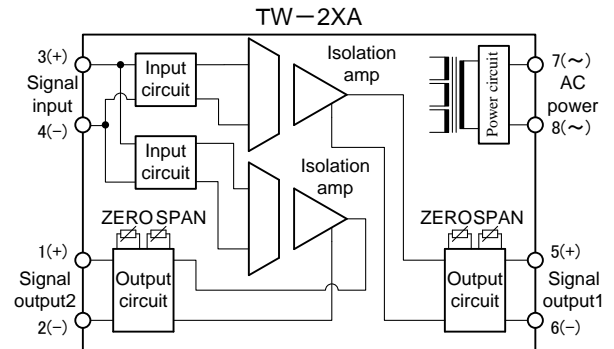 TW－2XA
3(+)
Signal
input
4(−)
Input
circuit
Isolation
amp
Power circuit
7(～)
AC
power
8(～)
Input
circuit
Isolation
amp
ZERO SPAN
1(+)
Signal
output2
2(−)
Output
circuit
ZERO SPAN
Output
circuit
5(+)
Signal
output1
6(−)